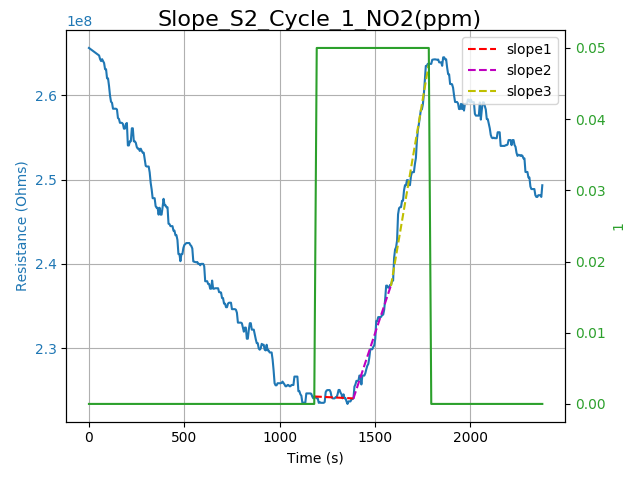 Slope_S2_Cycle_1_NO2(ppm)
1e8
slope1
slope2
slope3
2.6
2.5
2.4
2.3
Resistance (Ohms)
0.05
0.04
0.03
0.02
0.01
0.00
1
0 500 1000 1500 2000
Time (s)